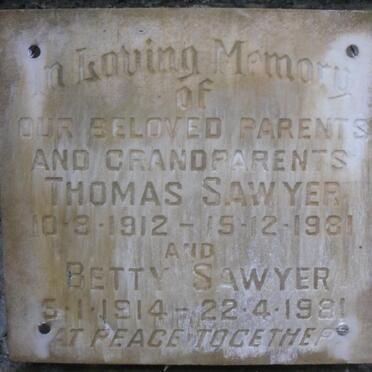 In Loving Memory
of
OUR BELOVED PARENTS
AND GRANDPARENTS
THOMAS SAWYER
10-3-1912 - 15-12-1981
AND
BETTY SAWYER
5-1-1914 - 22-4-1981
AT PEACE TOGETHER